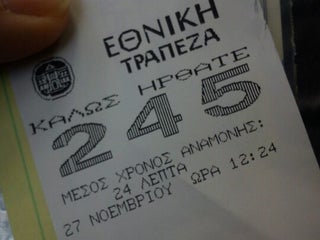 ΕΘΝΙΚΗ
ΤΡΑΠΕΖΑ
ΚΑΛΩΣ ΗΡΘΑΤΕ
245
ΜΕΣΟΣ ΧΡΟΝΟΣ ΑΝΑΜΟΝΗΣ:
24 ΛΕΠΤΑ
27 ΝΟΕΜΒΡΙΟΥ ΩΡΑ 12:24